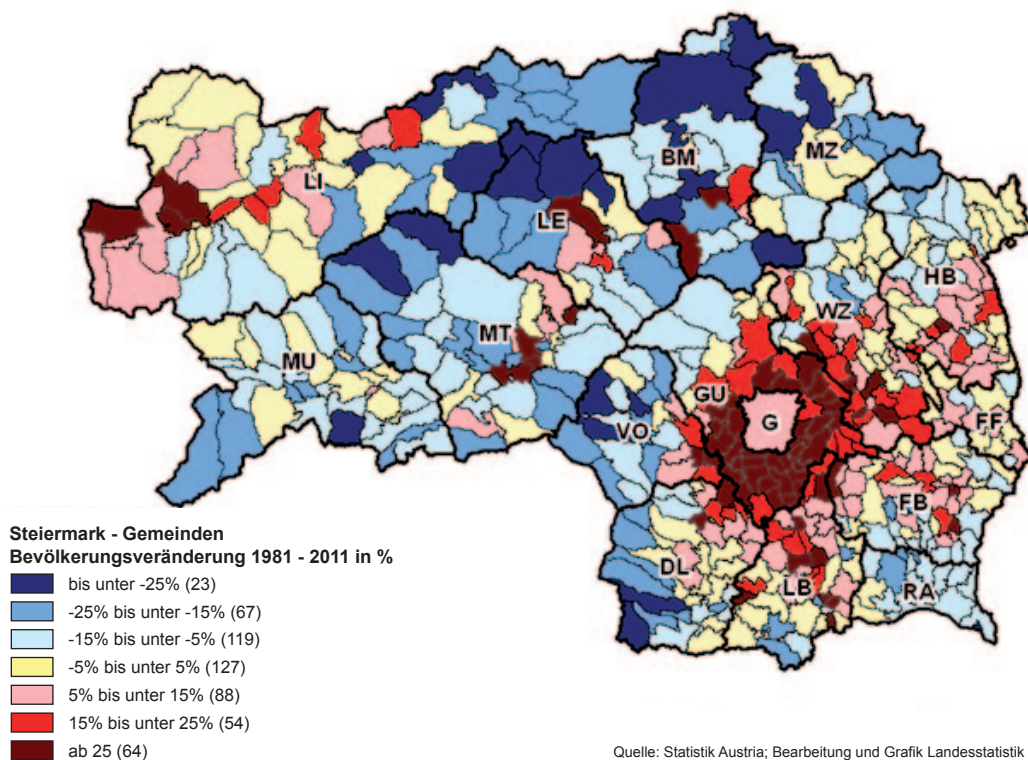 BM
MZ
LI
LE
HB
WZ
MT
MU
GU
G
VO
FF
FB
DL
LB
RA
Steiermark - Gemeinden
Bevölkerungsveränderung 1981 - 2011 in %
bis unter -25% (23)
-25% bis unter -15% (67)
-15% bis unter -5% (119)
-5% bis unter 5% (127)
5% bis unter 15% (88)
15% bis unter 25% (54)
ab 25 (64)
Quelle: Statistik Austria; Bearbeitung und Grafik Landesstatistik